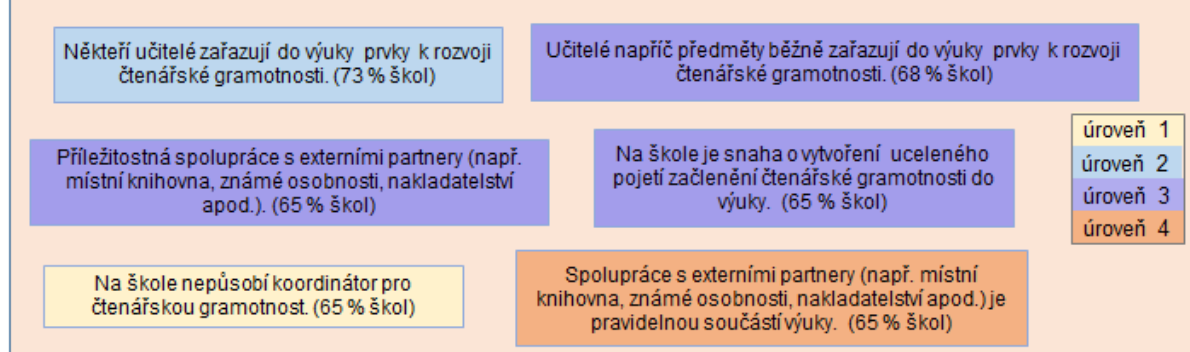 Někteří učitelé zařazují do výuky prvky k rozvoji
čtenářské gramotnosti. (73 % škol)
Učitelé napříč předměty běžně zařazují do výuky prvky k rozvoji
čtenářské gramotnosti. (68 % škol)
Příležitostná spolupráce s externími partnery (např.
místní knihovna, známé osobnosti, nakladatelství
apod.). (65 % škol)
Na škole je snaha o vytvoření uceleného
pojetí začlenění čtenářské gramotnosti do
výuky. (65 % škol)
úroveň 1
úroveň 2
úroveň 3
úroveň 4
Na škole nepůsobí koordinátor pro
čtenářskou gramotnost. (65 % škol)
Spolupráce s externími partnery (např. místní
knihovna, známé osobnosti, nakladatelství apod.) je
pravidelnou součástí výuky. (65 % škol)